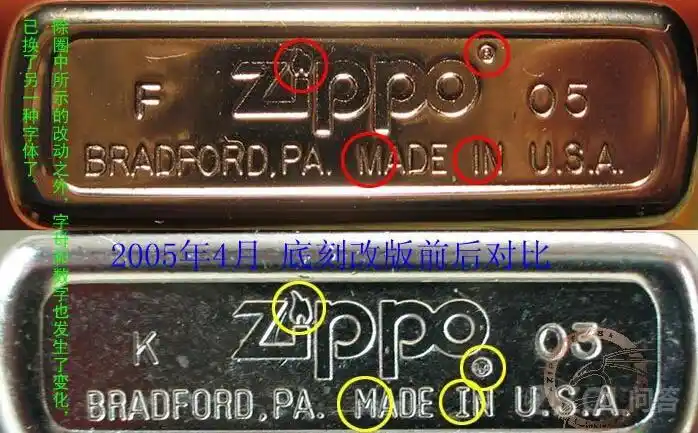 除圈中所示的改动之外，字母和数字也发生了变化，
已换了另一种字体了。
zippo ®
F 05
BRADFORD,PA. MADE IN U.S.A.
2005年4月 底刻改版前后对比
zippo ®
K 03
BRADFORD,PA. MADE IN U.S.A.
问答